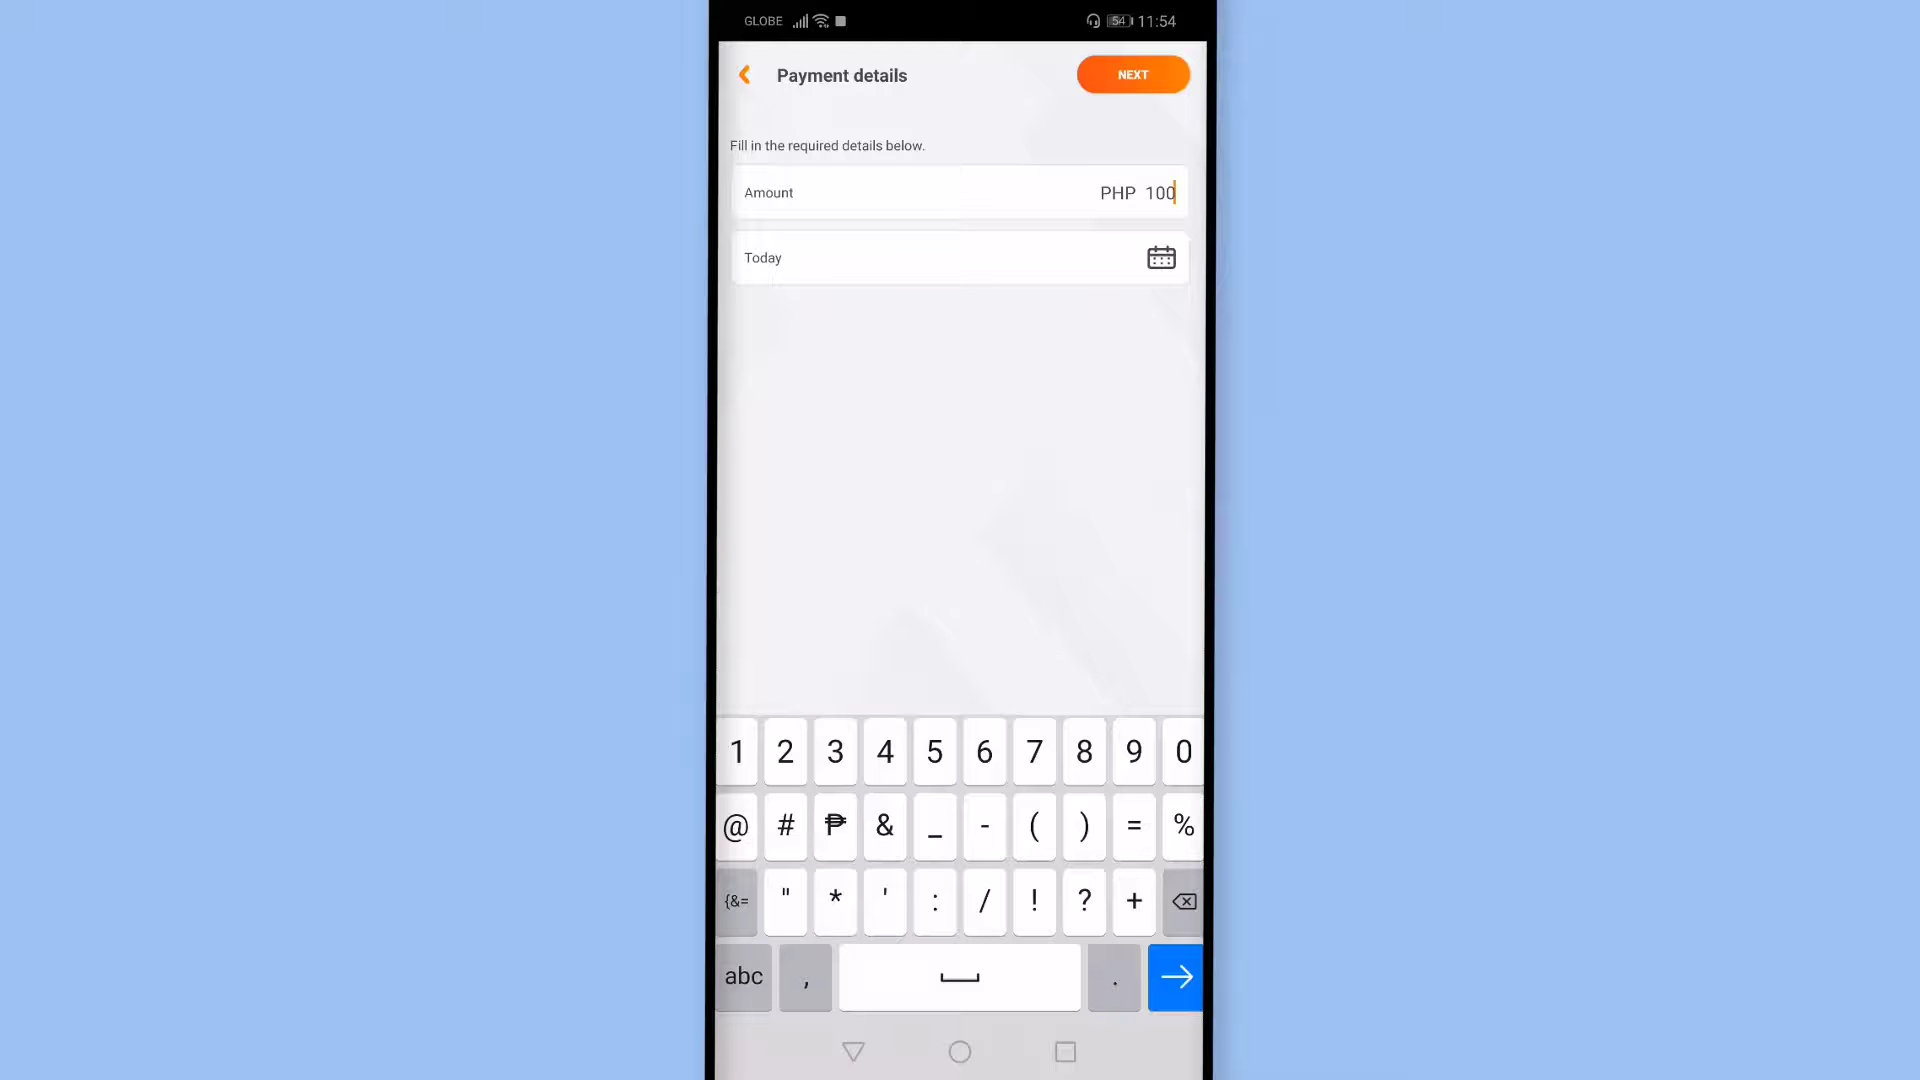 GLOBE 54 11:54
Payment details NEXT
Fill in the required details below.
Amount PHP 100
Today
1 2 3 4 5 6 7 8 9 0
@ # ₱ & _ - ( ) = %
{&= " * ' : / ! ? +
abc , .